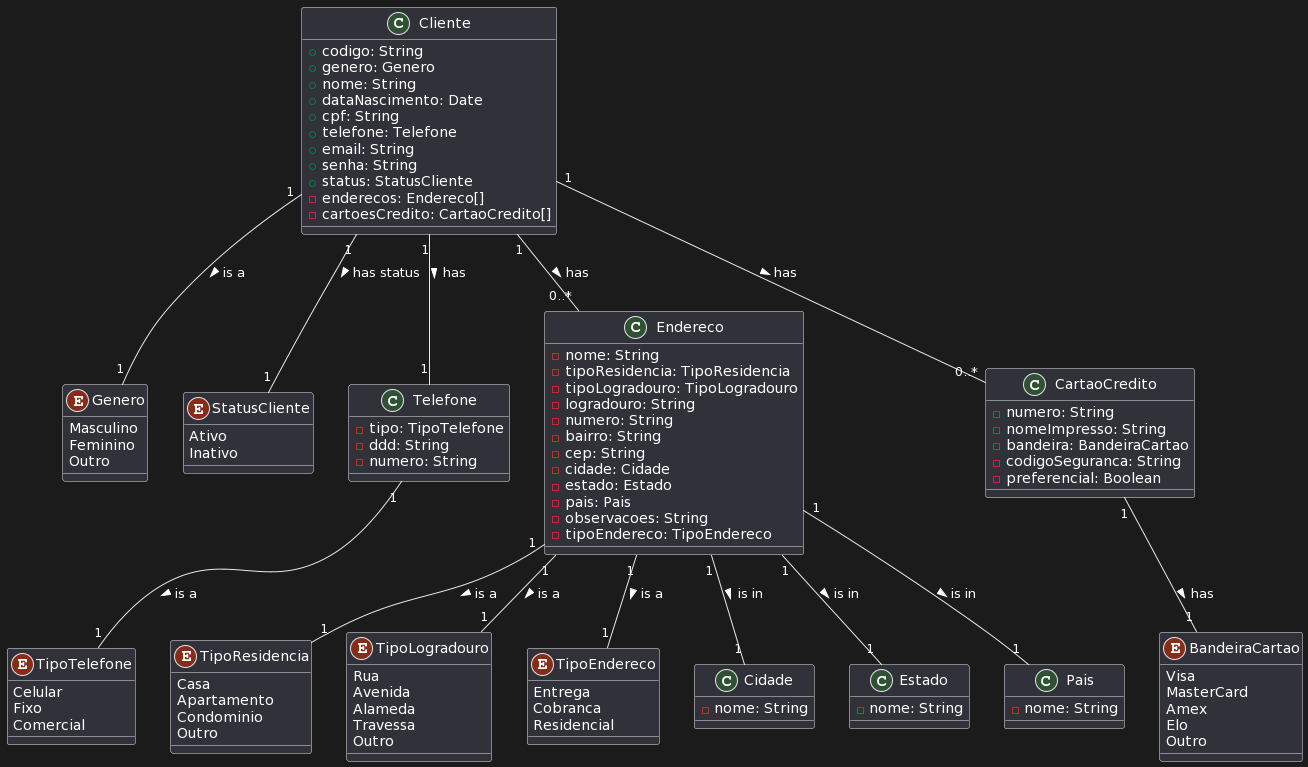 C Cliente
codigo: String
genero: Genero
nome: String
dataNascimento: Date
cpf: String
telefone: Telefone
email: String
senha: String
status: StatusCliente
enderecos: Endereco[]
cartoesCredito: CartaoCredito[]
1
1
1
1
1
is a
has status
has
has
has
1
1
1
0..*
0..*
E Genero
Masculino
Feminino
Outro
E StatusCliente
Ativo
Inativo
C Telefone
tipo: TipoTelefone
ddd: String
numero: String
C Endereco
nome: String
tipoResidencia: TipoResidencia
tipoLogradouro: TipoLogradouro
logradouro: String
numero: String
bairro: String
cep: String
cidade: Cidade
estado: Estado
pais: Pais
observacoes: String
tipoEndereco: TipoEndereco
C CartaoCredito
numero: String
nomeImpresso: String
bandeira: BandeiraCartao
codigoSeguranca: String
preferencial: Boolean
1
1
1
1
1
1
1
1
is a
is a
is a
is a
is in
is in
is in
has
1
1
1
1
1
1
1
1
E TipoTelefone
Celular
Fixo
Comercial
E TipoResidencia
Casa
Apartamento
Condominio
Outro
E TipoLogradouro
Rua
Avenida
Alameda
Travessa
Outro
E TipoEndereco
Entrega
Cobranca
Residencial
C Cidade
nome: String
C Estado
nome: String
C Pais
nome: String
E BandeiraCartao
Visa
MasterCard
Amex
Elo
Outro